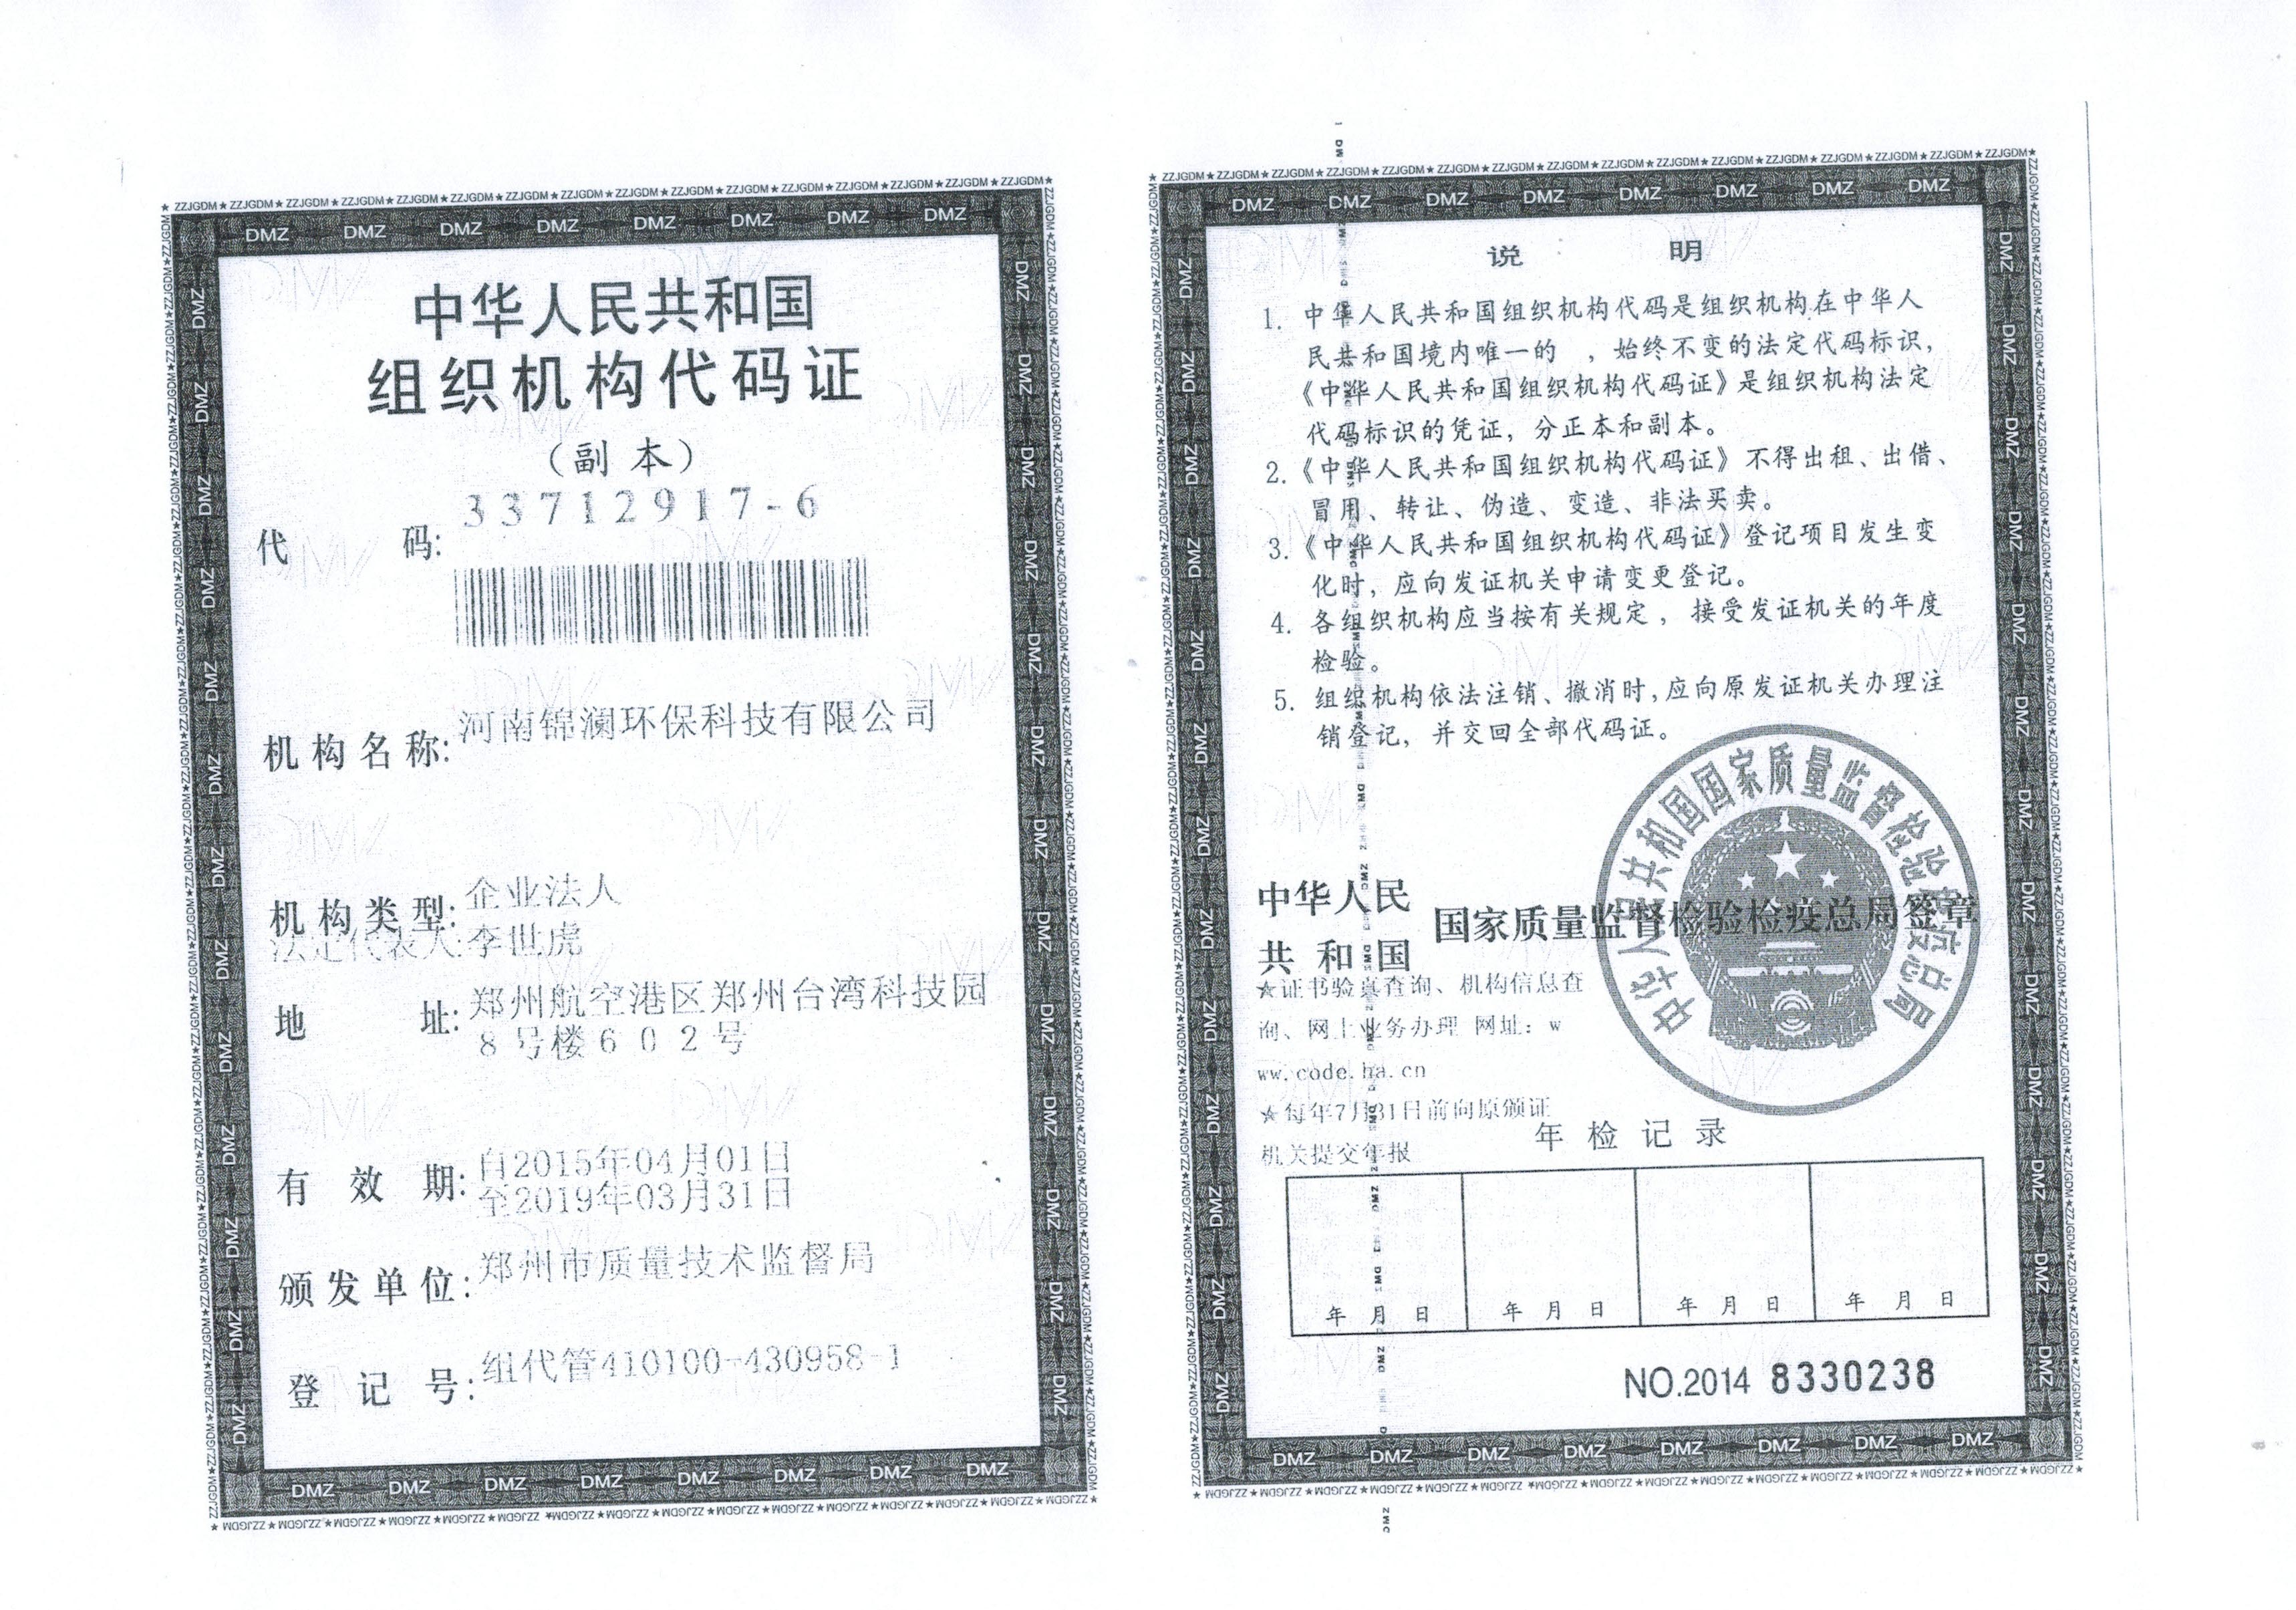 中华人民共和国
组织机构代码证
（副 本）
代 码: 33712917-6
机构名称: 河南锦澜环保科技有限公司
机构类型: 企业法人
法定代表人:李世虎
地 址: 郑州航空港区郑州台湾科技园
8号楼602号
有 效 期: 自2015年04月01日
至2019年03月31日
颁发单位: 郑州市质量技术监督局
登 记 号: 组代管410100-430958-1
说 明
1. 中华人民共和国组织机构代码是组织机构在中华人
民共和国境内唯一的 ，始终不变的法定代码标识，
《中华人民共和国组织机构代码证》是组织机构法定
代码标识的凭证，分正本和副本。
2.《中华人民共和国组织机构代码证》不得出租、出借、
冒用、转让、伪造、变造、非法买卖。
3.《中华人民共和国组织机构代码证》登记项目发生变
化时，应向发证机关申请变更登记。
4. 各组织机构应当按有关规定，接受发证机关的年度
检验。
5. 组织机构依法注销、撤消时,应向原发证机关办理注
销登记，并交回全部代码证。
中华人民
共和国
国家质量监督检验检疫总局签章
中华人民共和国国家质量监督检验检疫总局
☆证书验真查询、机构信息查
询、网上业务办理 网址：w
ww.code.ha.cn
☆每年7月31日前向原颁证
机关提交年报
年检记录
年 月 日 年 月 日 年 月 日 年 月 日
NO.2014 8330238